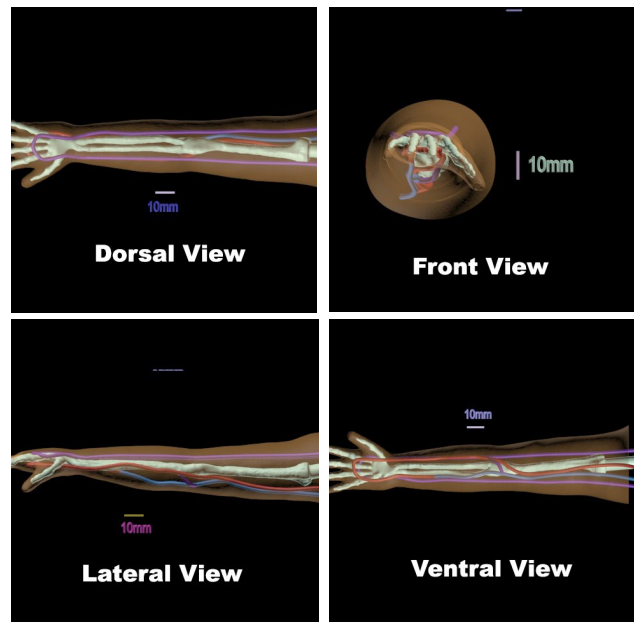 10mm
Dorsal View
10mm
Front View
10mm
Lateral View
10mm
Ventral View